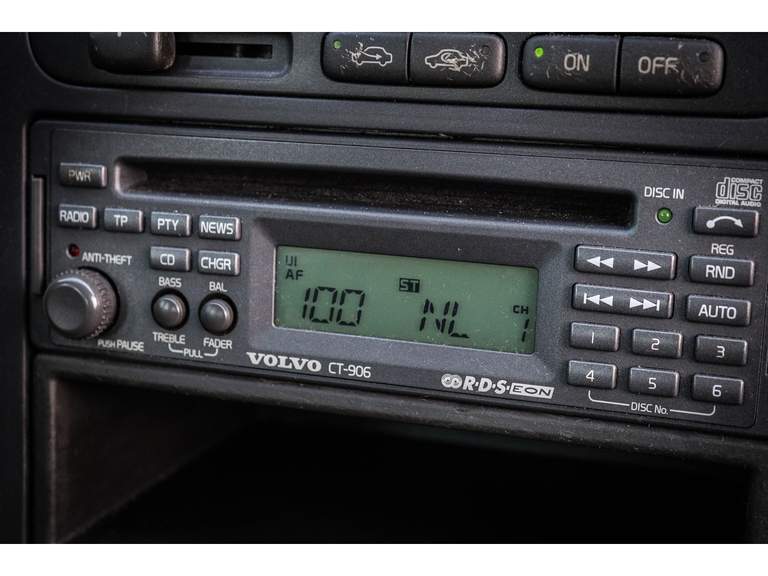 ON OFF
PWR
DISC IN
COMPACT
disc
DIGITAL AUDIO
RADIO TP PTY NEWS
REG
ANTI-THEFT
CD CHGR
RND
BASS BAL
AUTO
UI
AF
ST
100 NL
CH
1
1 2 3
PUSH PAUSE
TREBLE FADER
PULL
VOLVO CT-906
R·D·S·EON
4 5 6
DISC No.